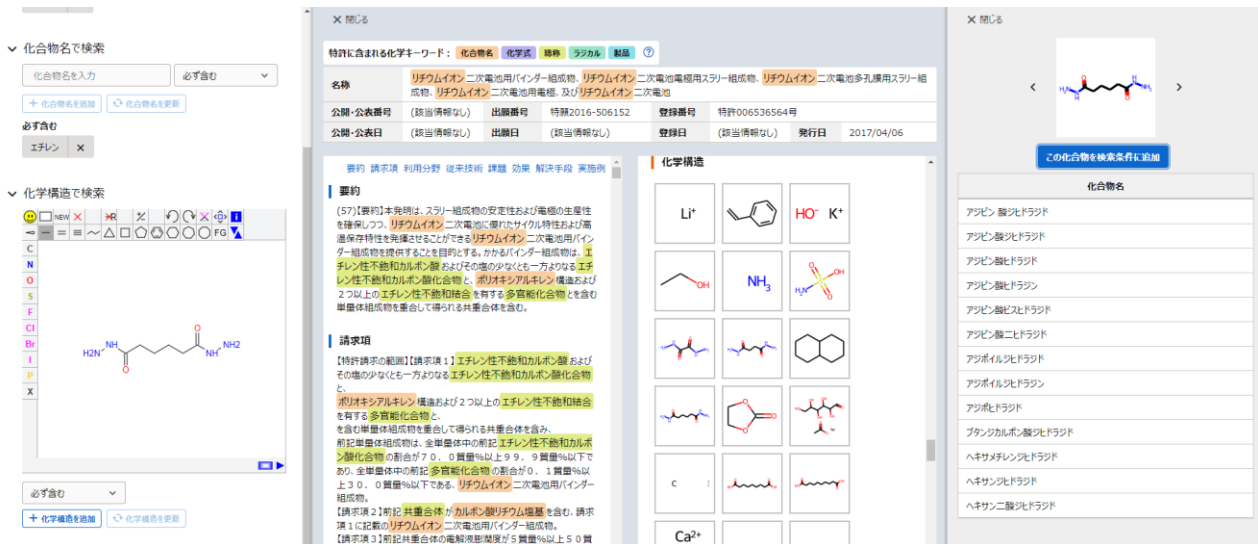 化合物名で検索
化合物名を入力
必ず含む
+ 化合物名を追加
化合物名を更新
必ず含む
エチレン ×
化学構造で検索
NEW
FG
C
N
O
S
F
Cl
Br
I
P
X
O
H2N
NH
NH
NH2
O
必ず含む
+ 化学構造を追加
化学構造を更新
× 閉じる
特許に含まれる化学キーワード： 化合物名 化学式 総称 ラジカル 製品 ?
名称
リチウムイオン二次電池用バインダー組成物、リチウムイオン二次電池電極用スラリー組成物、リチウムイオン二次電池多孔膜用スラリー組
成物、リチウムイオン二次電池用電極、及びリチウムイオン二次電池
公開・公表番号 (該当情報なし) 出願番号 特願2016-506152 登録番号 特許006536564号
公開・公表日 (該当情報なし) 出願日 (該当情報なし) 登録日 (該当情報なし) 発行日 2017/04/06
要約 請求項 利用分野 従来技術 課題 効果 解決手段 実施例
要約
(57)【要約】本発明は、スラリー組成物の安定性および電極の生産性
を確保しつつ、リチウムイオン二次電池に優れたサイクル特性および高
温保存特性を発揮させることができるリチウムイオン二次電池用バイン
ダー組成物を提供することを目的とする。かかるバインダー組成物は、エ
チレン性不飽和カルボン酸およびその塩の少なくとも一方よりなるエチ
レン性不飽和カルボン酸化合物と、ポリオキシアルキレン構造および
2つ以上のエチレン性不飽和結合を有する多官能化合物とを含む
単量体組成物を重合して得られる共重合体を含む。
請求項
【特許請求の範囲】【請求項1】エチレン性不飽和カルボン酸および
その塩の少なくとも一方よりなるエチレン性不飽和カルボン酸化合物
と、
ポリオキシアルキレン構造および２つ以上のエチレン性不飽和結合
を有する多官能化合物と、
を含む単量体組成物を重合して得られる共重合体を含み、
前記単量体組成物は、全単量体中の前記エチレン性不飽和カルボ
ン酸化合物の割合が７０．０質量%以上９９．９質量%以下で
あり、全単量体中の前記多官能化合物の割合が０．１質量%以
上３０．０質量%以下である、リチウムイオン二次電池用バインダー
組成物。
【請求項２】前記共重合体がカルボン酸リチウム塩基を含む、請求
項１に記載のリチウムイオン二次電池用バインダー組成物。
【請求項３】前記共重合体の電解液膨潤度が５質量%以上５０質
化学構造
Li⁺
HO⁻ K⁺
OH
NH₃
C
Ca²⁺
× 閉じる
この化合物を検索条件に追加
化合物名
アジピン 酸ジヒドラジド
アジピン酸ジヒドラジド
アジピン酸ヒドラジド
アジピン酸ヒドラジン
アジピン酸ビスヒドラジド
アジピン酸二ヒドラジド
アジポイルジヒドラジド
アジポイルジヒドラジン
アジポヒドラジド
ブタンジカルボン酸ジヒドラジド
ヘキサメチレンジヒドラジド
ヘキサンジヒドラジド
ヘキサン二酸ジヒドラジド